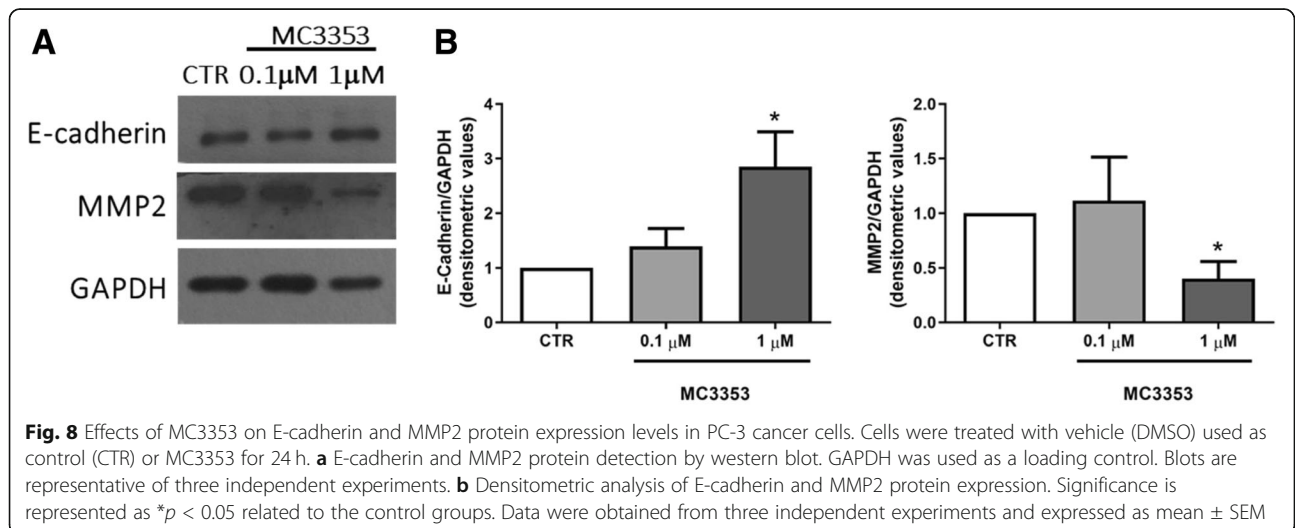 A
MC3353
CTR 0.1μM 1μM
E-cadherin
MMP2
GAPDH
B
E-Cadherin/GAPDH
(densitometric values)
4
3
2
1
0
*
CTR
0.1 μM
1 μM
MC3353
MMP2/GAPDH
(densitometric values)
2.0
1.5
1.0
0.5
0.0
*
CTR
0.1 μM
1 μM
MC3353
Fig. 8 Effects of MC3353 on E-cadherin and MMP2 protein expression levels in PC-3 cancer cells. Cells were treated with vehicle (DMSO) used as
control (CTR) or MC3353 for 24 h. a E-cadherin and MMP2 protein detection by western blot. GAPDH was used as a loading control. Blots are
representative of three independent experiments. b Densitometric analysis of E-cadherin and MMP2 protein expression. Significance is
represented as *p < 0.05 related to the control groups. Data were obtained from three independent experiments and expressed as mean ± SEM